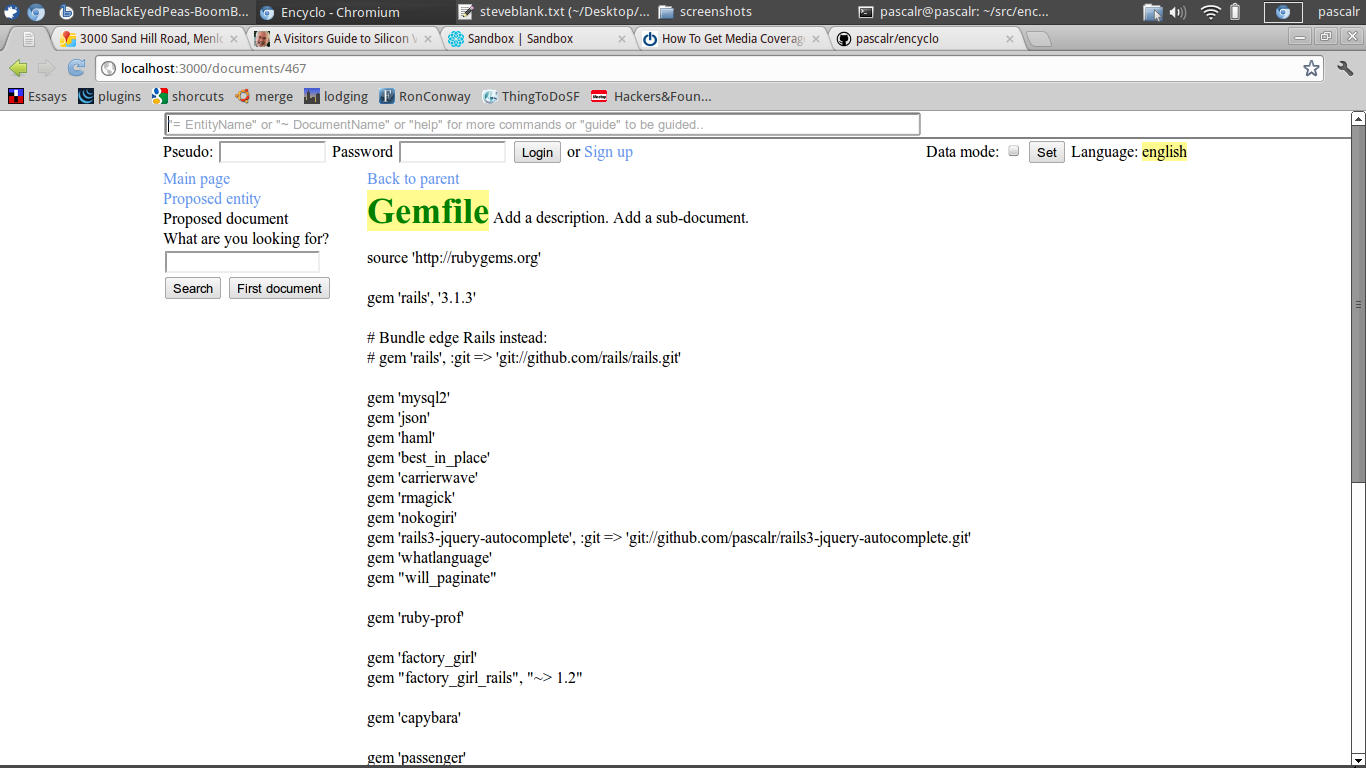 TheBlackEyedPeas-BoomB... Encyclo - Chromium steveblank.txt (~/Desktop/... screenshots pascalr@pascalr: ~/src/enc... pascalr
3000 Sand Hill Road, Menlo A Visitors Guide to Silicon V Sandbox | Sandbox How To Get Media Coverage pascalr/encyclo
localhost:3000/documents/467
Essays plugins shorcuts merge lodging RonConway ThingToDoSF Hackers&Foun...
"= EntityName" or "~ DocumentName" or "help" for more commands or "guide" to be guided..
Pseudo: Password Login or Sign up Data mode: Set Language: english
Main page
Proposed entity
Proposed document
What are you looking for?
Search First document
Back to parent
Gemfile Add a description. Add a sub-document.
source 'http://rubygems.org'
gem 'rails', '3.1.3'
# Bundle edge Rails instead:
# gem 'rails', :git => 'git://github.com/rails/rails.git'
gem 'mysql2'
gem 'json'
gem 'haml'
gem 'best_in_place'
gem 'carrierwave'
gem 'rmagick'
gem 'nokogiri'
gem 'rails3-jquery-autocomplete', :git => 'git://github.com/pascalr/rails3-jquery-autocomplete.git'
gem 'whatlanguage'
gem "will_paginate"
gem 'ruby-prof'
gem 'factory_girl'
gem "factory_girl_rails", "~> 1.2"
gem 'capybara'
gem 'passenger'